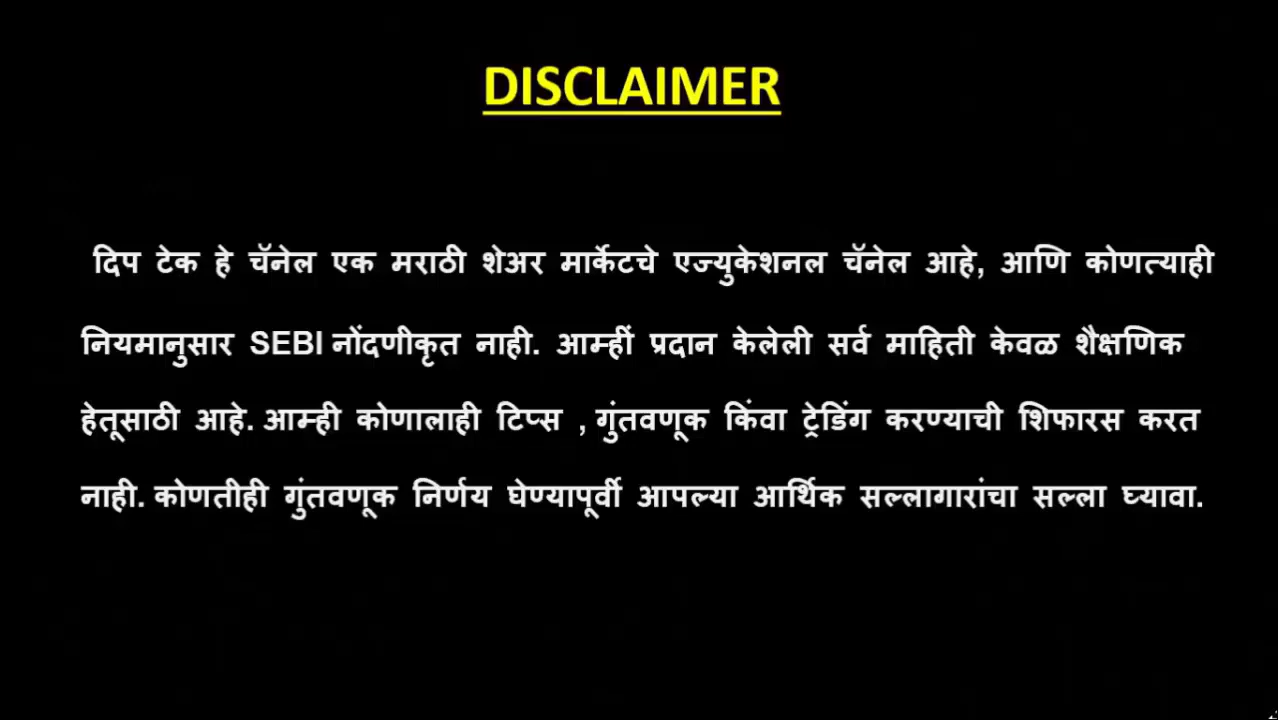 DISCLAIMER
दिप टेक हे चॅनेल एक मराठी शेअर मार्केटचे एज्युकेशनल चॅनेल आहे, आणि कोणत्याही
नियमानुसार SEBI नोंदणीकृत नाही. आम्हीं प्रदान केलेली सर्व माहिती केवळ शैक्षणिक
हेतूसाठी आहे. आम्ही कोणालाही टिप्स , गुंतवणूक किंवा ट्रेडिंग करण्याची शिफारस करत
नाही. कोणतीही गुंतवणूक निर्णय घेण्यापूर्वी आपल्या आर्थिक सल्लागारांचा सल्ला घ्यावा.